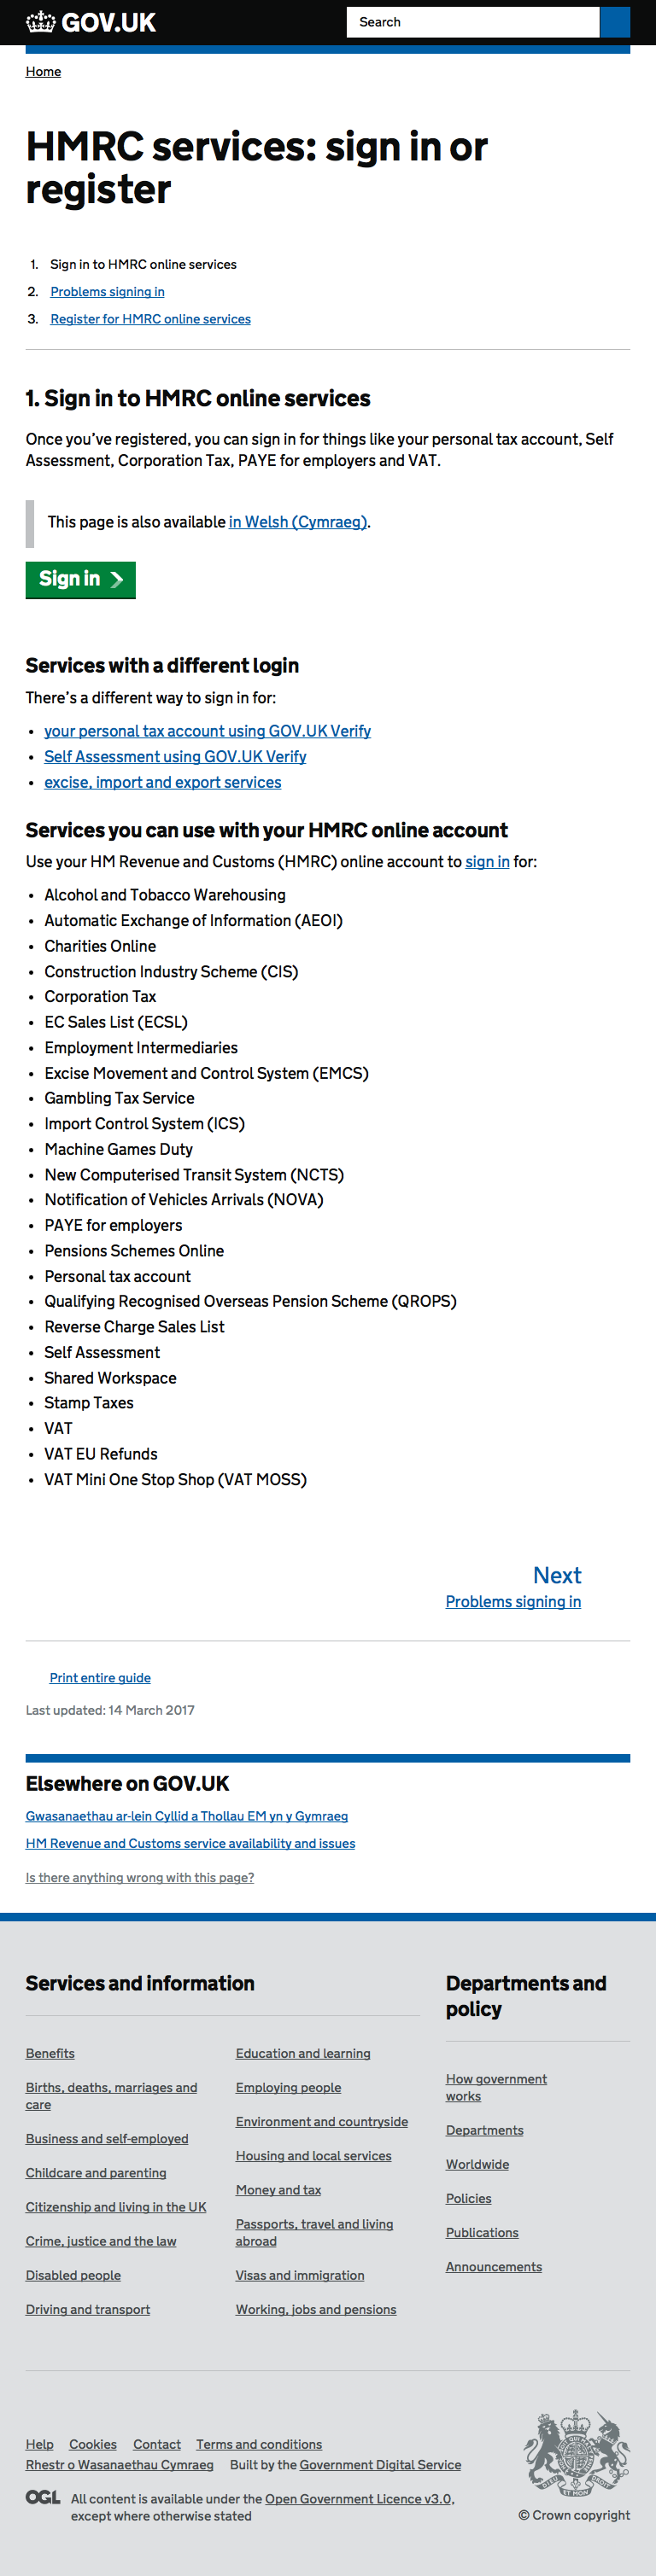 GOV.UK
Search
Home
HMRC services: sign in or
register
1. Sign in to HMRC online services
2. Problems signing in
3. Register for HMRC online services
1. Sign in to HMRC online services
Once you’ve registered, you can sign in for things like your personal tax account, Self
Assessment, Corporation Tax, PAYE for employers and VAT.
This page is also available in Welsh (Cymraeg).
Sign in
Services with a different login
There’s a different way to sign in for:
• your personal tax account using GOV.UK Verify
• Self Assessment using GOV.UK Verify
• excise, import and export services
Services you can use with your HMRC online account
Use your HM Revenue and Customs (HMRC) online account to sign in for:
• Alcohol and Tobacco Warehousing
• Automatic Exchange of Information (AEOI)
• Charities Online
• Construction Industry Scheme (CIS)
• Corporation Tax
• EC Sales List (ECSL)
• Employment Intermediaries
• Excise Movement and Control System (EMCS)
• Gambling Tax Service
• Import Control System (ICS)
• Machine Games Duty
• New Computerised Transit System (NCTS)
• Notification of Vehicles Arrivals (NOVA)
• PAYE for employers
• Pensions Schemes Online
• Personal tax account
• Qualifying Recognised Overseas Pension Scheme (QROPS)
• Reverse Charge Sales List
• Self Assessment
• Shared Workspace
• Stamp Taxes
• VAT
• VAT EU Refunds
• VAT Mini One Stop Shop (VAT MOSS)
Next
Problems signing in
Print entire guide
Last updated: 14 March 2017
Elsewhere on GOV.UK
Gwasanaethau ar-lein Cyllid a Thollau EM yn y Gymraeg
HM Revenue and Customs service availability and issues
Is there anything wrong with this page?
Services and information
Benefits
Births, deaths, marriages and
care
Business and self-employed
Childcare and parenting
Citizenship and living in the UK
Crime, justice and the law
Disabled people
Driving and transport
Education and learning
Employing people
Environment and countryside
Housing and local services
Money and tax
Passports, travel and living
abroad
Visas and immigration
Working, jobs and pensions
Departments and
policy
How government
works
Departments
Worldwide
Policies
Publications
Announcements
Help Cookies Contact Terms and conditions
Rhestr o Wasanaethau Cymraeg Built by the Government Digital Service
OGL All content is available under the Open Government Licence v3.0,
except where otherwise stated
© Crown copyright